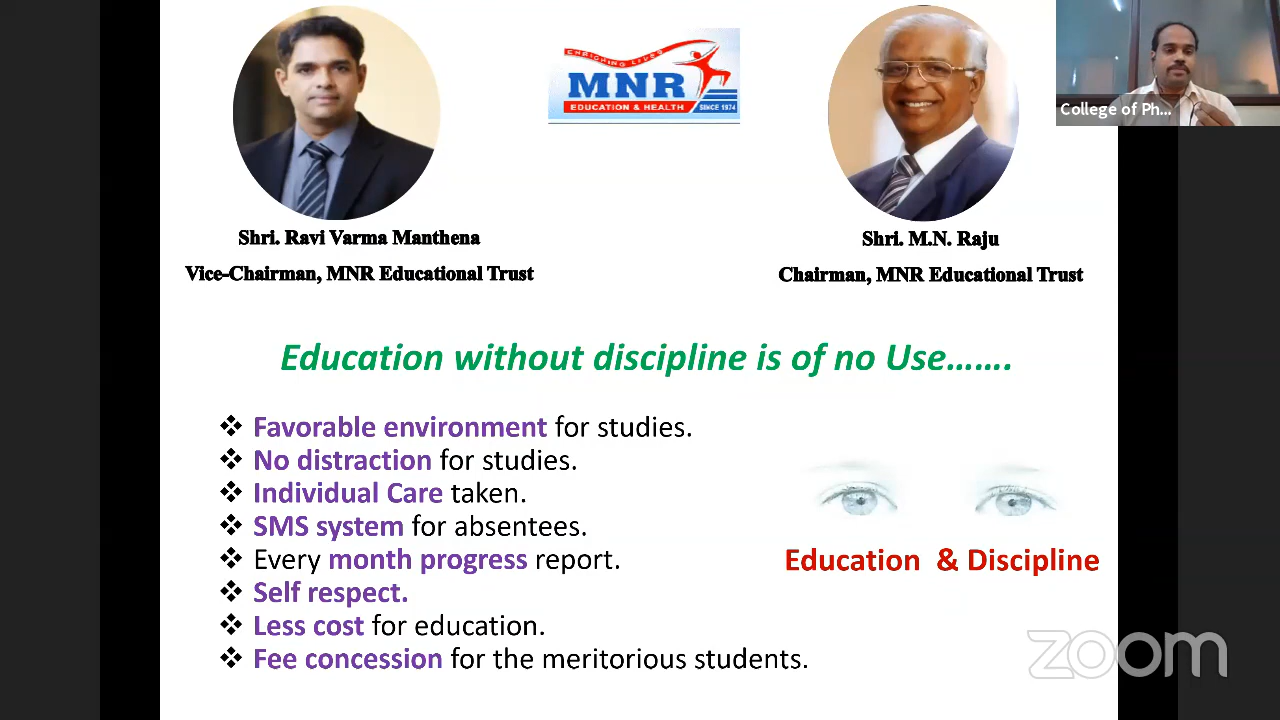 ENRICHING LIVES
MNR
EDUCATION & HEALTH
SINCE 1974
College of Ph...
Shri. Ravi Varma Manthena
Vice-Chairman, MNR Educational Trust
Shri. M.N. Raju
Chairman, MNR Educational Trust
Education without discipline is of no Use.......
❖ Favorable environment for studies.
❖ No distraction for studies.
❖ Individual Care taken.
❖ SMS system for absentees.
❖ Every month progress report.
❖ Self respect.
❖ Less cost for education.
❖ Fee concession for the meritorious students.
Education & Discipline
zoom